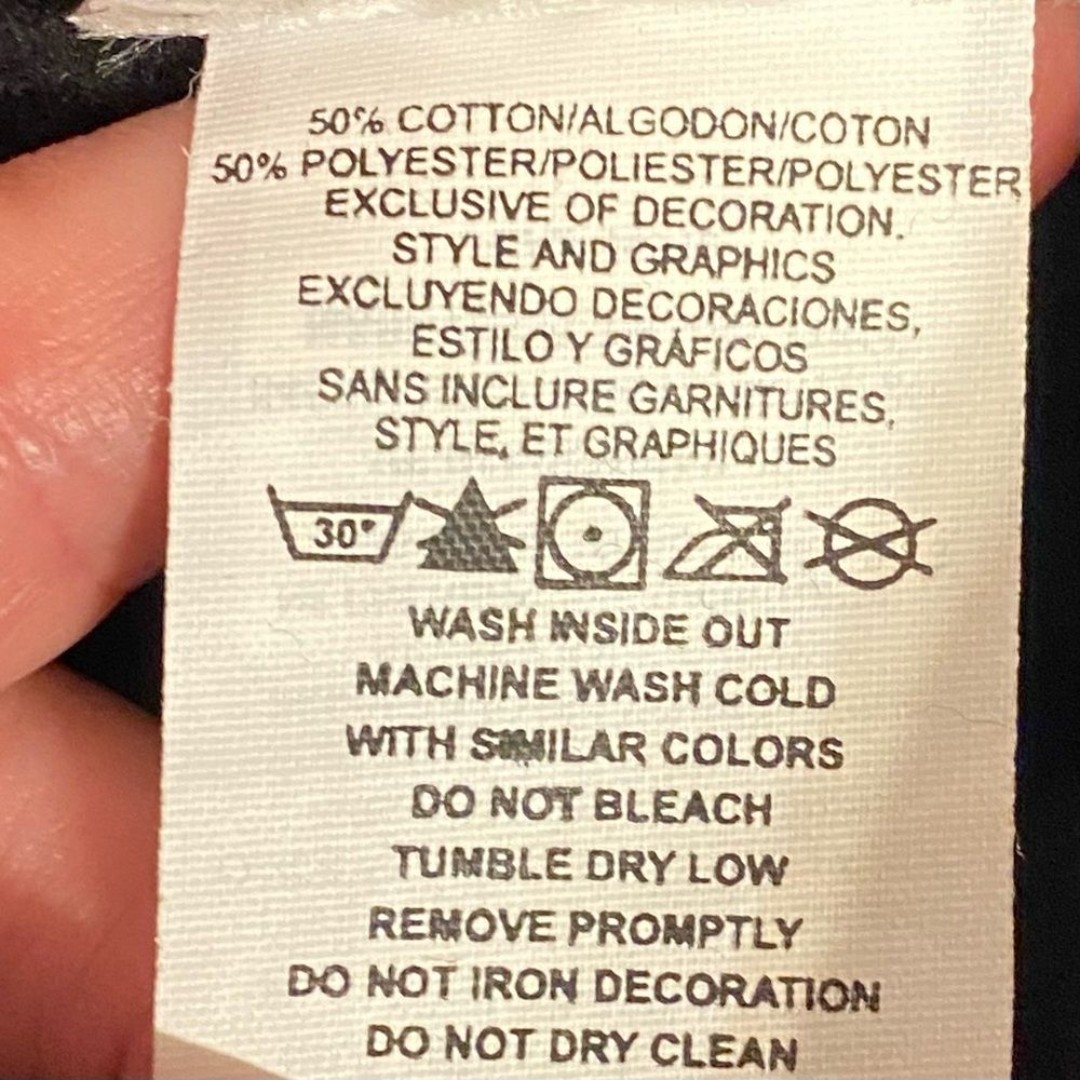 50% COTTON/ALGODON/COTON
50% POLYESTER/POLIESTER/POLYESTER
EXCLUSIVE OF DECORATION.
STYLE AND GRAPHICS
EXCLUYENDO DECORACIONES,
ESTILO Y GRÁFICOS
SANS INCLURE GARNITURES,
STYLE, ET GRAPHIQUES
30°
WASH INSIDE OUT
MACHINE WASH COLD
WITH SIMILAR COLORS
DO NOT BLEACH
TUMBLE DRY LOW
REMOVE PROMPTLY
DO NOT IRON DECORATION
DO NOT DRY CLEAN